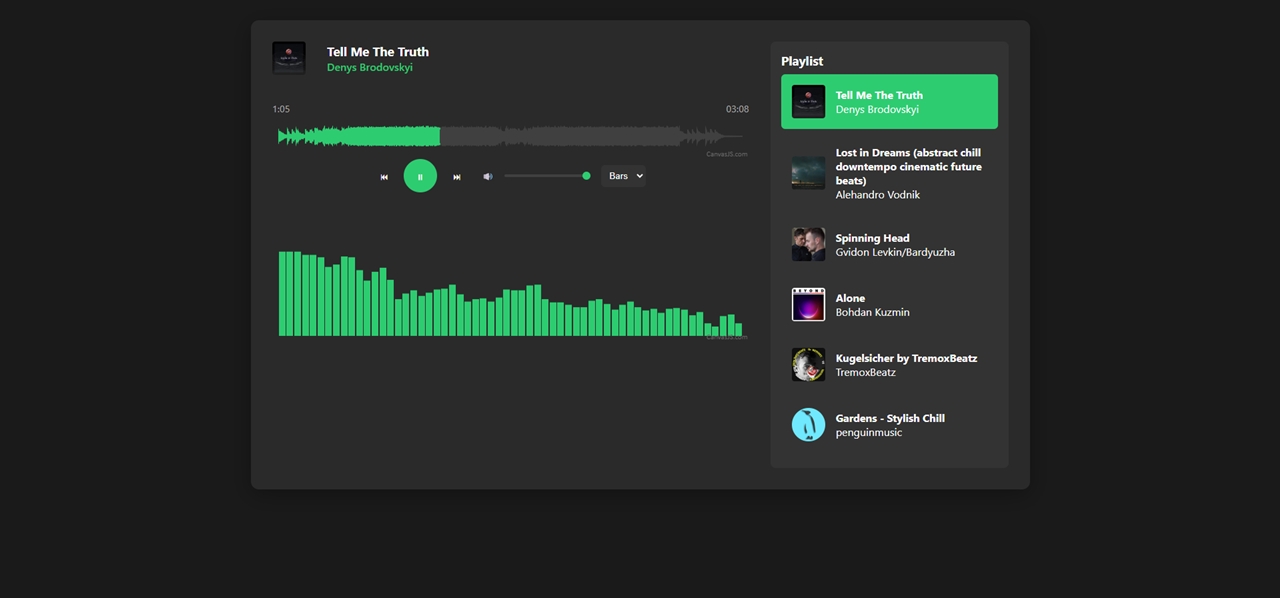 Tell Me The Truth
Denys Brodovskyi
1:05
03:08
CanvasJS.com
Bars
CanvasJS.com
Playlist
Tell Me The Truth
Denys Brodovskyi
Lost in Dreams (abstract chill
downtempo cinematic future
beats)
Alehandro Vodnik
Spinning Head
Gvidon Levkin/Bardyuzha
BEYOND
Alone
Bohdan Kuzmin
Kugelsicher by TremoxBeatz
TremoxBeatz
Gardens - Stylish Chill
penguinmusic